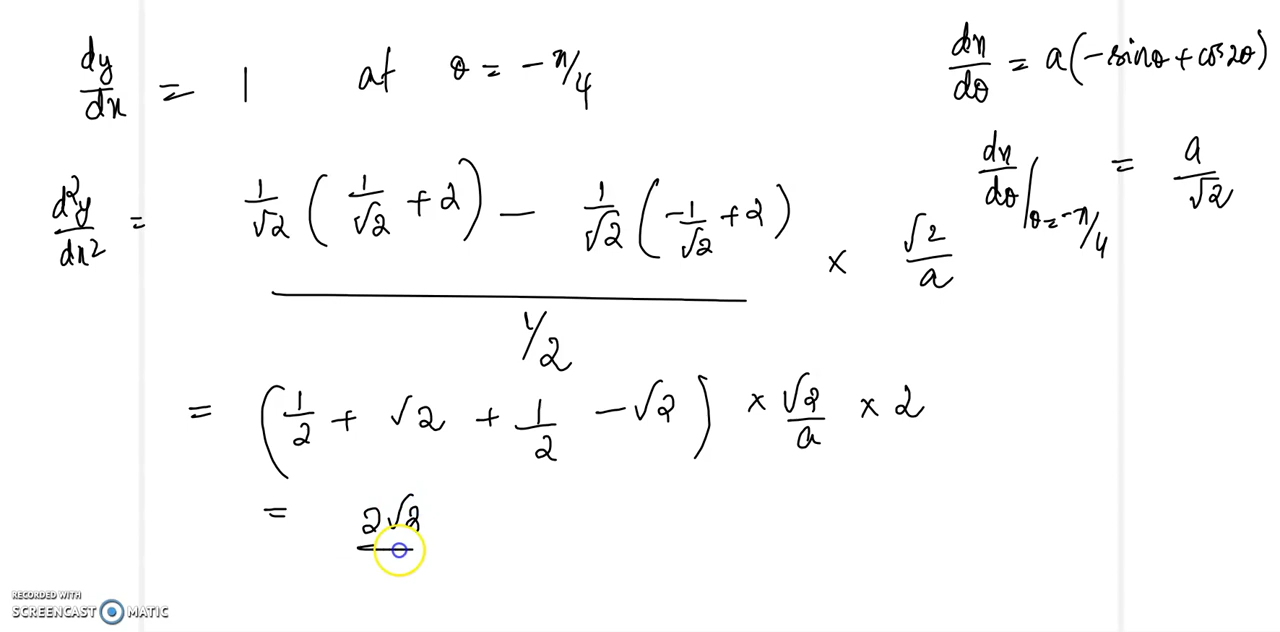 dy/dx = 1 at θ = -π/4
dx/dθ = a(-sinθ + cos2θ)
dx/dθ|θ=-π/4 = a/√2
d²y/dx² = (1/√2 (1/√2 + 2) - 1/√2 (-1/√2 + 2)) / (1/2) × √2/a
= (1/2 + √2 + 1/2 - √2) × √2/a × 2
= 2√2
RECORDED WITH
SCREENCAST MATIC